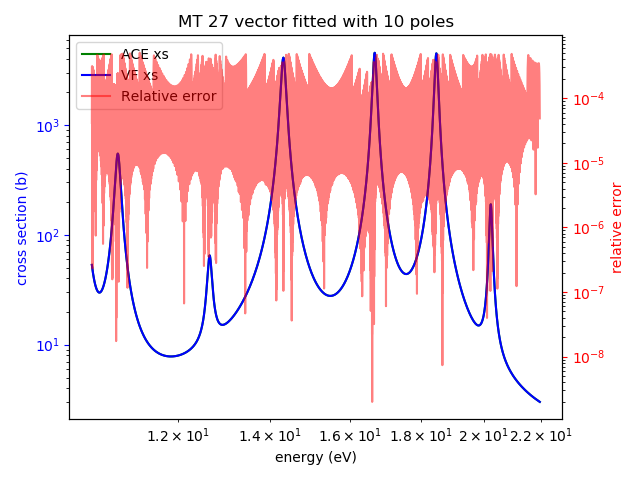 MT 27 vector fitted with 10 poles
ACE xs
VF xs
Relative error
cross section (b)
10³
10²
10¹
relative error
10⁻⁴
10⁻⁵
10⁻⁶
10⁻⁷
10⁻⁸
1.2 × 10¹ 1.4 × 10¹ 1.6 × 10¹ 1.8 × 10¹ 2 × 10¹ 2.2 × 10¹
energy (eV)